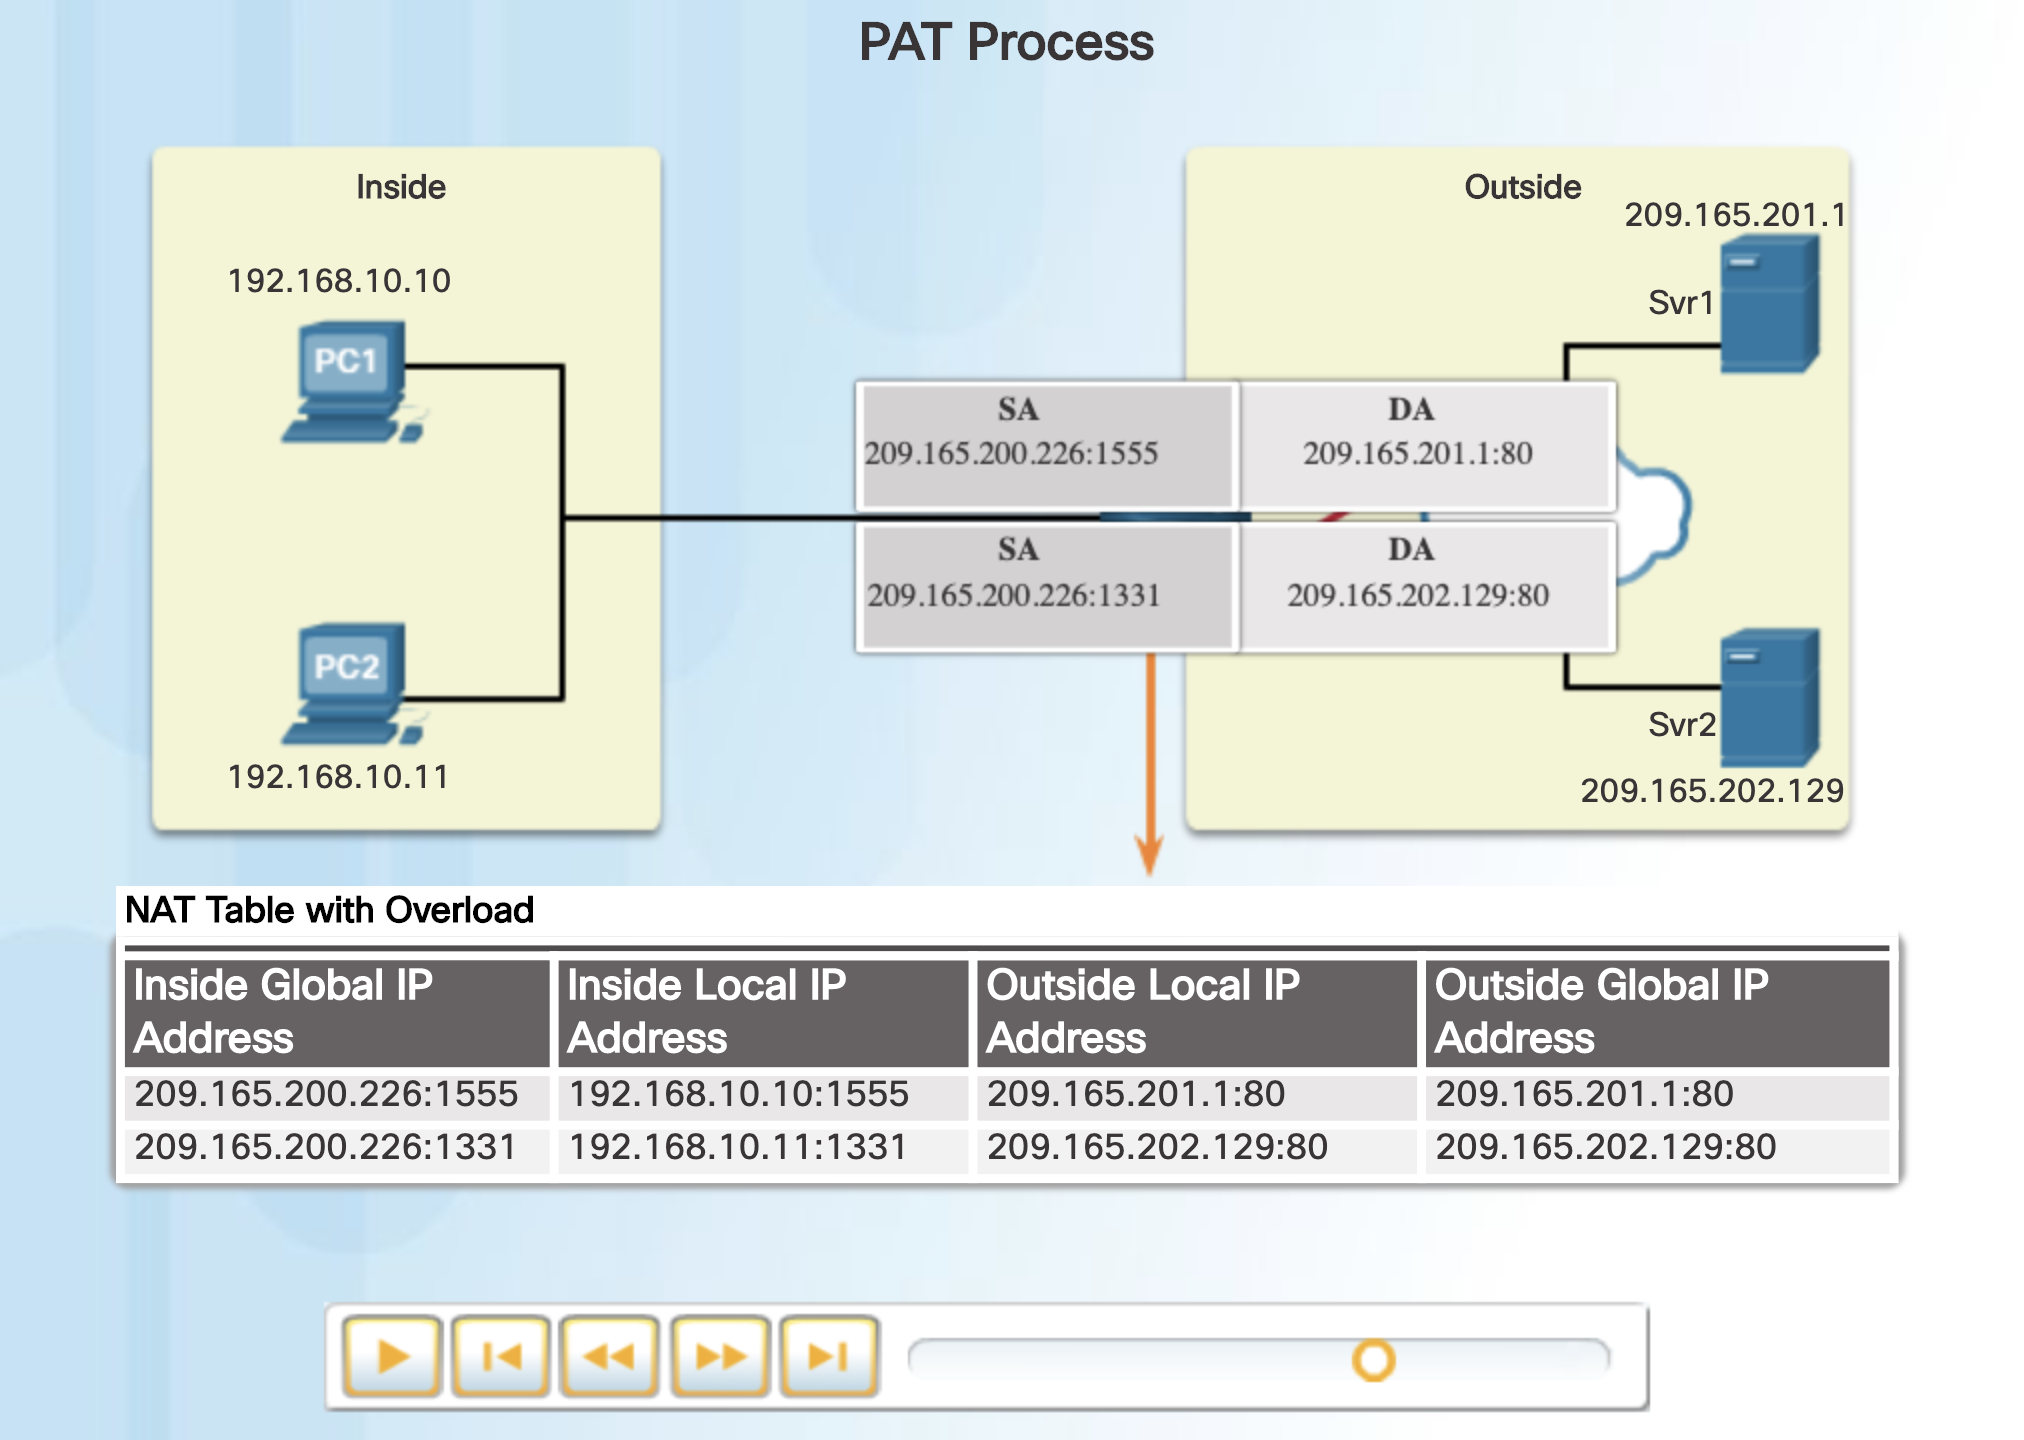 PAT Process
Inside
Outside
209.165.201.1
192.168.10.10
Svr1
PC1
SA
DA
209.165.200.226:1555
209.165.201.1:80
SA
DA
209.165.200.226:1331
209.165.202.129:80
PC2
Svr2
192.168.10.11
209.165.202.129
NAT Table with Overload
Inside Global IP Address
Inside Local IP Address
Outside Local IP Address
Outside Global IP Address
209.165.200.226:1555
192.168.10.10:1555
209.165.201.1:80
209.165.201.1:80
209.165.200.226:1331
192.168.10.11:1331
209.165.202.129:80
209.165.202.129:80